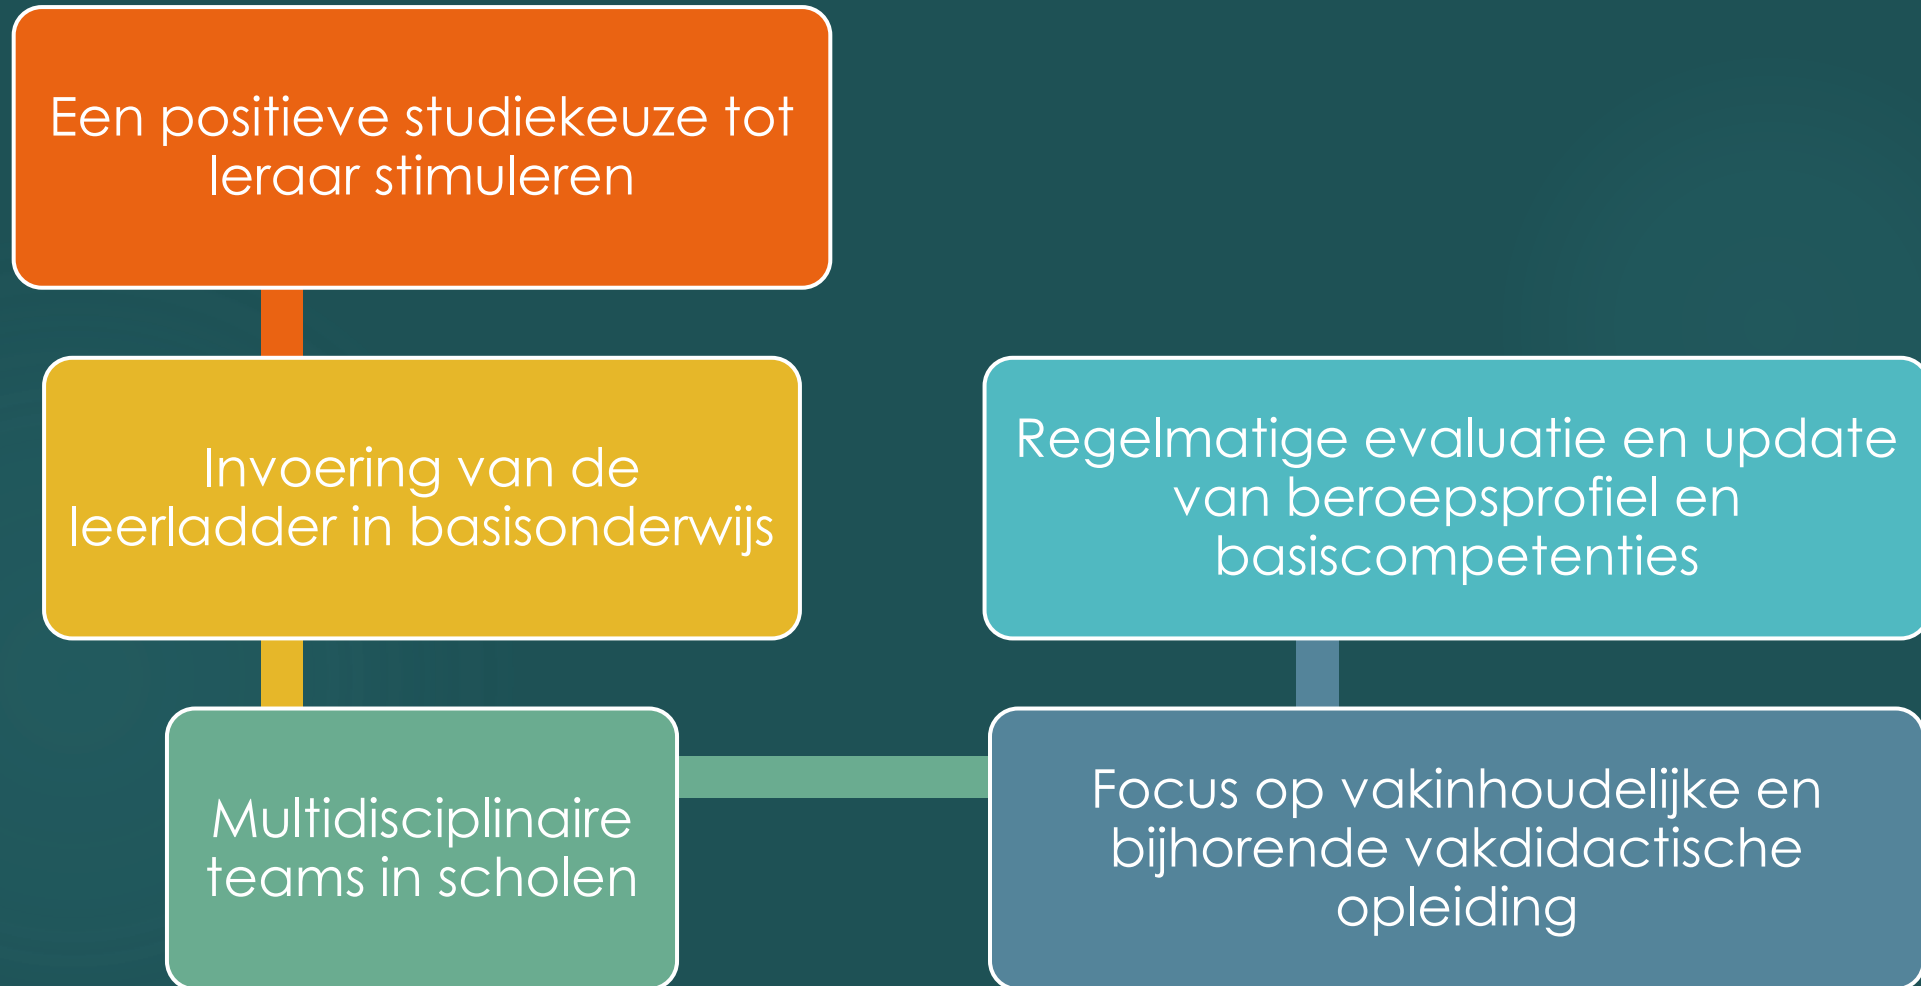 Een positieve studiekeuze tot
leraar stimuleren
Invoering van de
leerladder in basisonderwijs
Multidisciplinaire
teams in scholen
Focus op vakinhoudelijke en
bijhorende vakdidactische
opleiding
Regelmatige evaluatie en update
van beroepsprofiel en
basiscompetenties